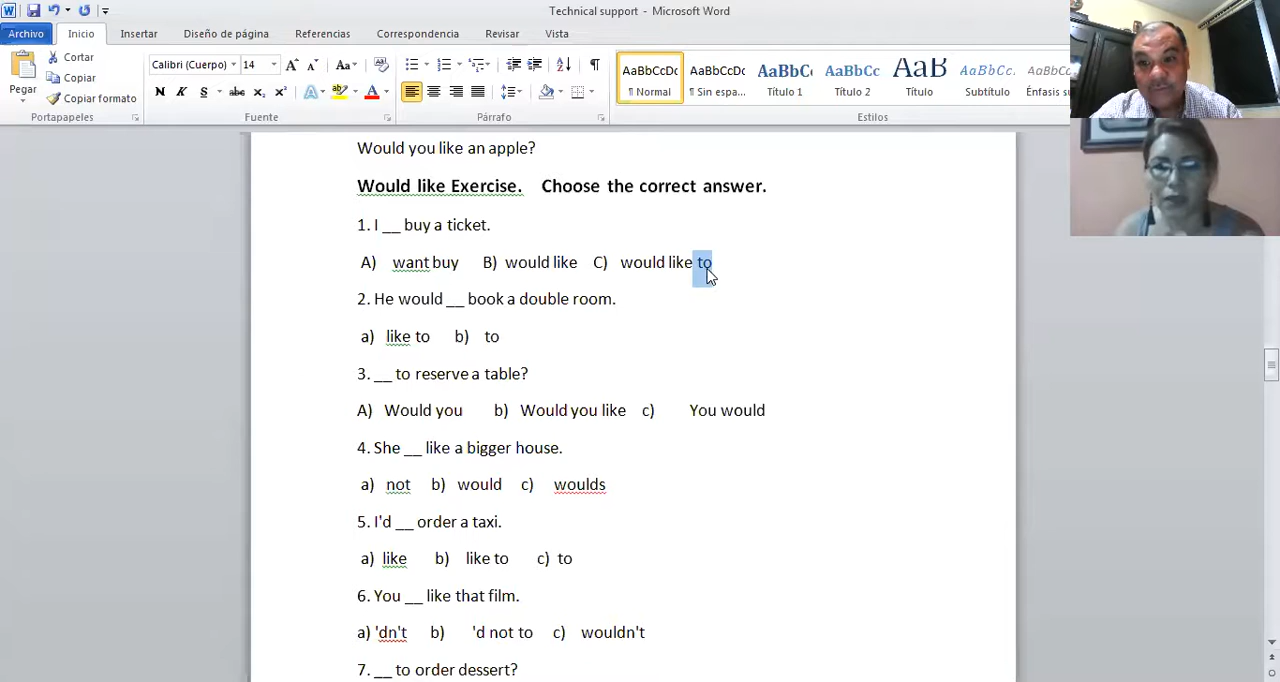 Technical support - Microsoft Word
Archivo Inicio Insertar Diseño de página Referencias Correspondencia Revisar Vista
Pegar
Cortar
Copiar
Copiar formato
Portapapeles
Calibri (Cuerpo) 14
N K S abc x₂ x²
Fuente
Párrafo
AaBbCcDc AaBbCcDc AaBbC AaBbCc AaB AaBbCc AaBbCc
¶ Normal ¶ Sin espa... Título 1 Título 2 Título Subtítulo Énfasis su
Estilos
Would you like an apple?
Would like Exercise. Choose the correct answer.
1. I __ buy a ticket.
A) want buy B) would like C) would like to
2. He would __ book a double room.
a) like to b) to
3. __ to reserve a table?
A) Would you b) Would you like c) You would
4. She __ like a bigger house.
a) not b) would c) woulds
5. I'd __ order a taxi.
a) like b) like to c) to
6. You __ like that film.
a) 'dn't b) 'd not to c) wouldn't
7. __ to order dessert?